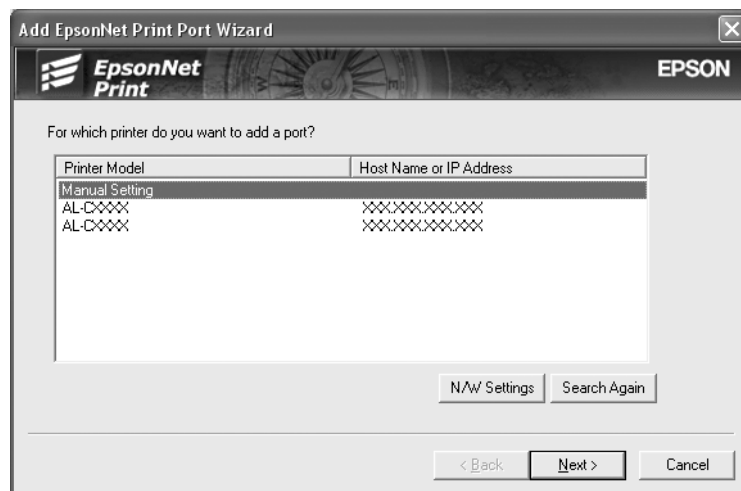 Add EpsonNet Print Port Wizard
EpsonNet
Print
EPSON
For which printer do you want to add a port?
Printer Model Host Name or IP Address
Manual Setting
AL-CXXXX XXX.XXX.XXX.XXX
AL-CXXXX XXX.XXX.XXX.XXX
N/W Settings Search Again
< Back Next > Cancel